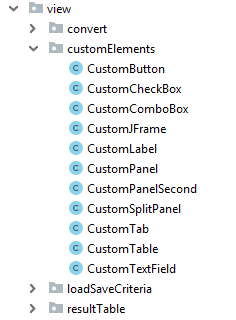 view
convert
customElements
C CustomButton
C CustomCheckBox
C CustomComboBox
C CustomJFrame
C CustomLabel
C CustomPanel
C CustomPanelSecond
C CustomSplitPanel
C CustomTab
C CustomTable
C CustomTextField
loadSaveCriteria
resultTable